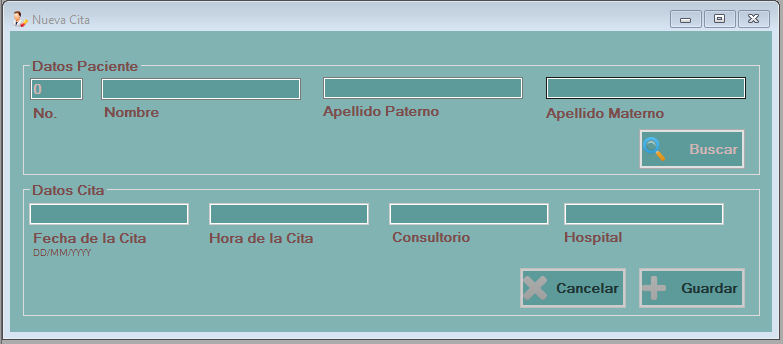 Nueva Cita
Datos Paciente
0
No.
Nombre
Apellido Paterno
Apellido Materno
Buscar
Datos Cita
Fecha de la Cita
DD/MM/YYYY
Hora de la Cita
Consultorio
Hospital
Cancelar
Guardar